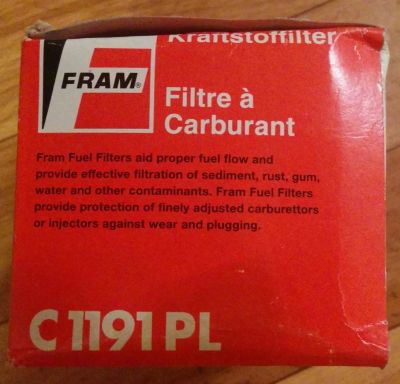 Kraftstoffilter
FRAM®
Filtre à
Carburant
Fram Fuel Filters aid proper fuel flow and
provide effective filtration of sediment, rust, gum,
water and other contaminants. Fram Fuel Filters
provide protection of finely adjusted carburettors
or injectors against wear and plugging.
C 1191 PL